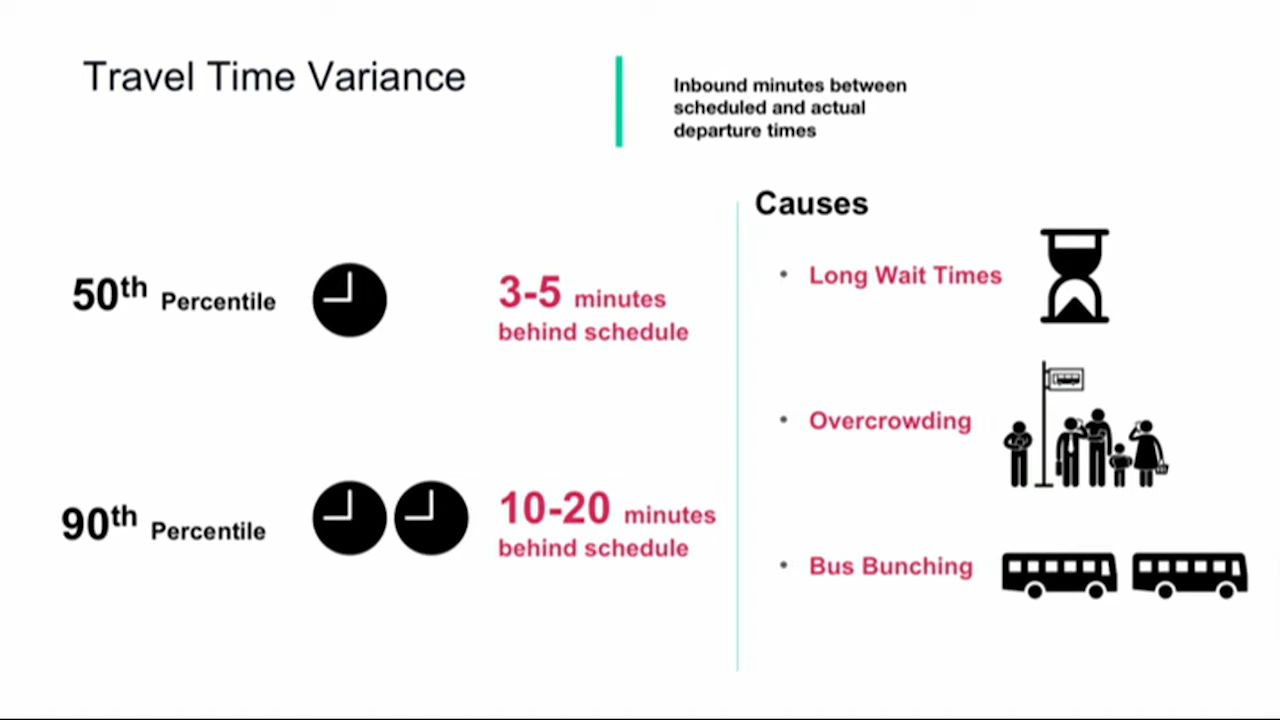 Travel Time Variance
Inbound minutes between
scheduled and actual
departure times
50th Percentile
3-5 minutes
behind schedule
90th Percentile
10-20 minutes
behind schedule
Causes
• Long Wait Times
• Overcrowding
• Bus Bunching